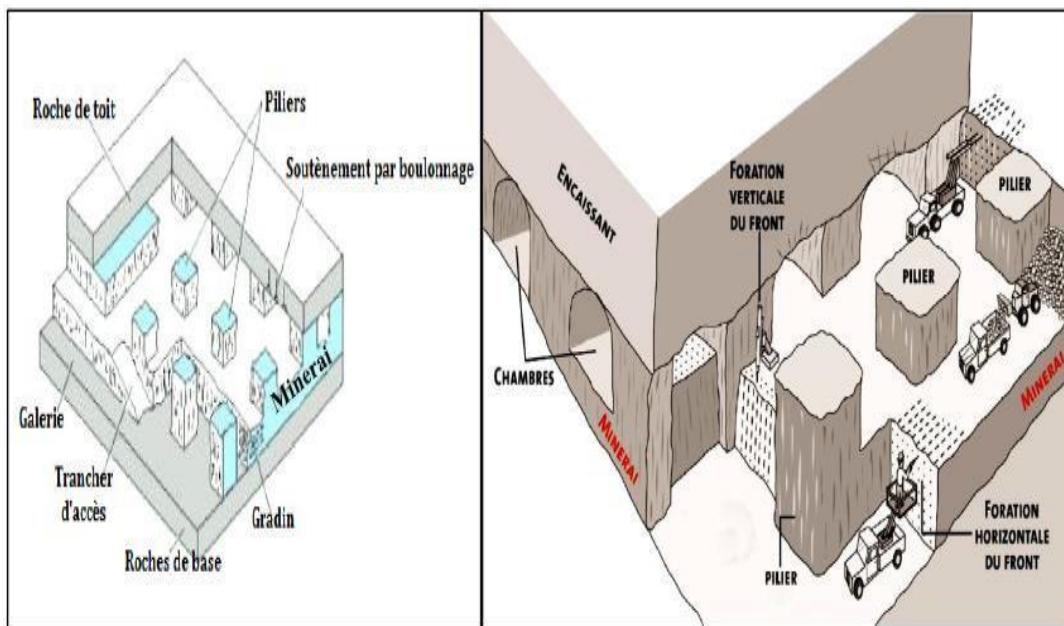 Roche de toit
Piliers
Soutènement par boulonnage
Minerai
Galerie
Trancher
d'accès
Gradin
Roches de base
ENCAISSANT
FORATION
VERTICALE
DU FRONT
PILIER
PILIER
CHAMBRES
MINERAI
MINERAI
PILIER
FORATION
HORIZONTALE
DU FRONT